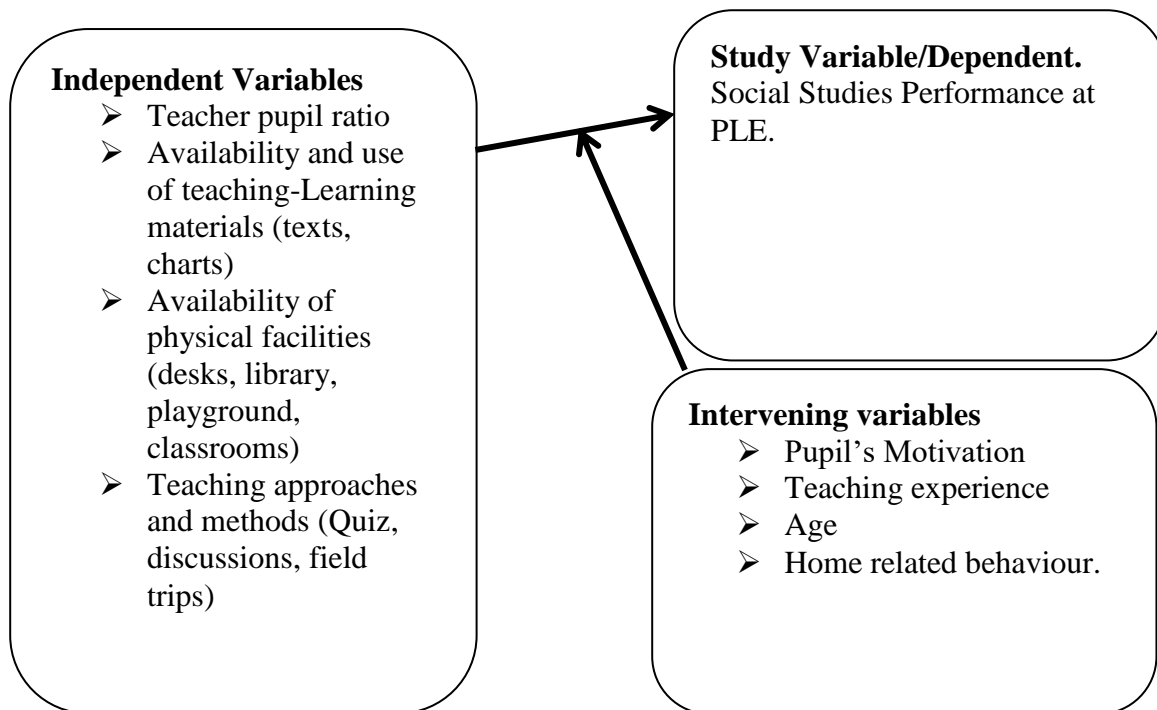 Independent Variables
➢ Teacher pupil ratio
➢ Availability and use
of teaching-Learning
materials (texts,
charts)
➢ Availability of
physical facilities
(desks, library,
playground,
classrooms)
➢ Teaching approaches
and methods (Quiz,
discussions, field
trips)
Study Variable/Dependent.
Social Studies Performance at
PLE.
Intervening variables
➢ Pupil’s Motivation
➢ Teaching experience
➢ Age
➢ Home related behaviour.